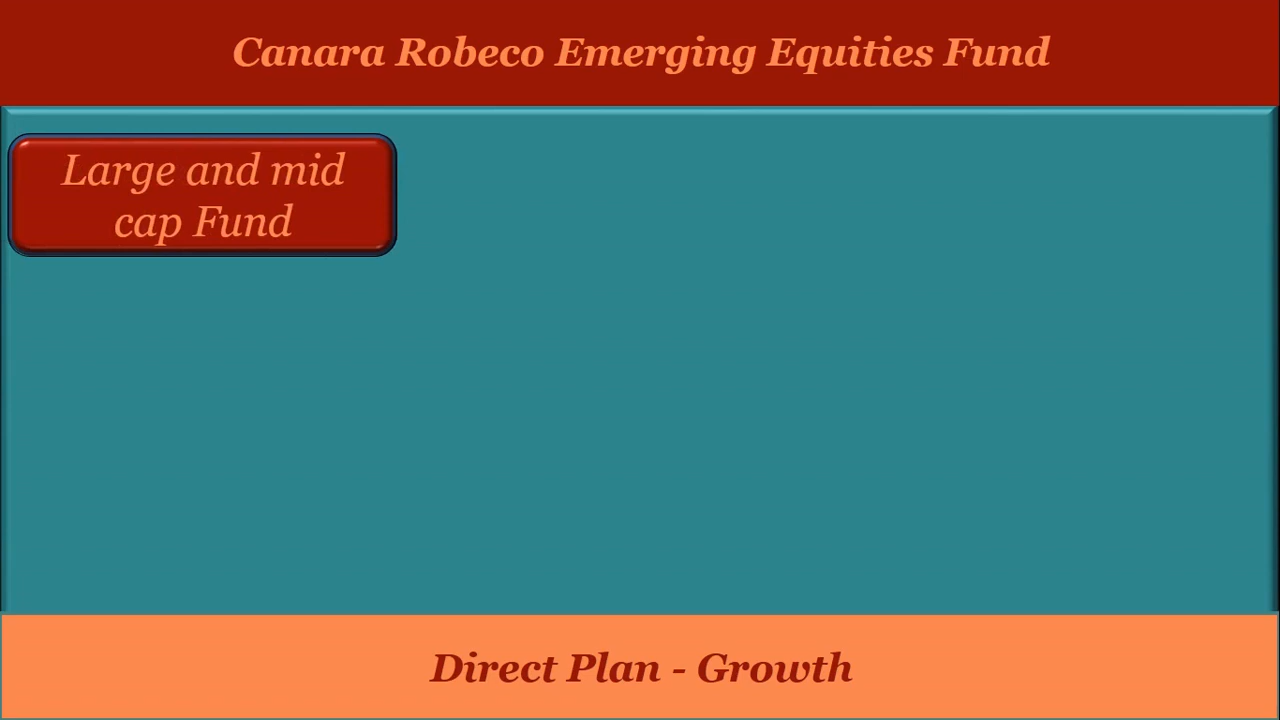 Canara Robeco Emerging Equities Fund
Large and mid
cap Fund
Direct Plan - Growth